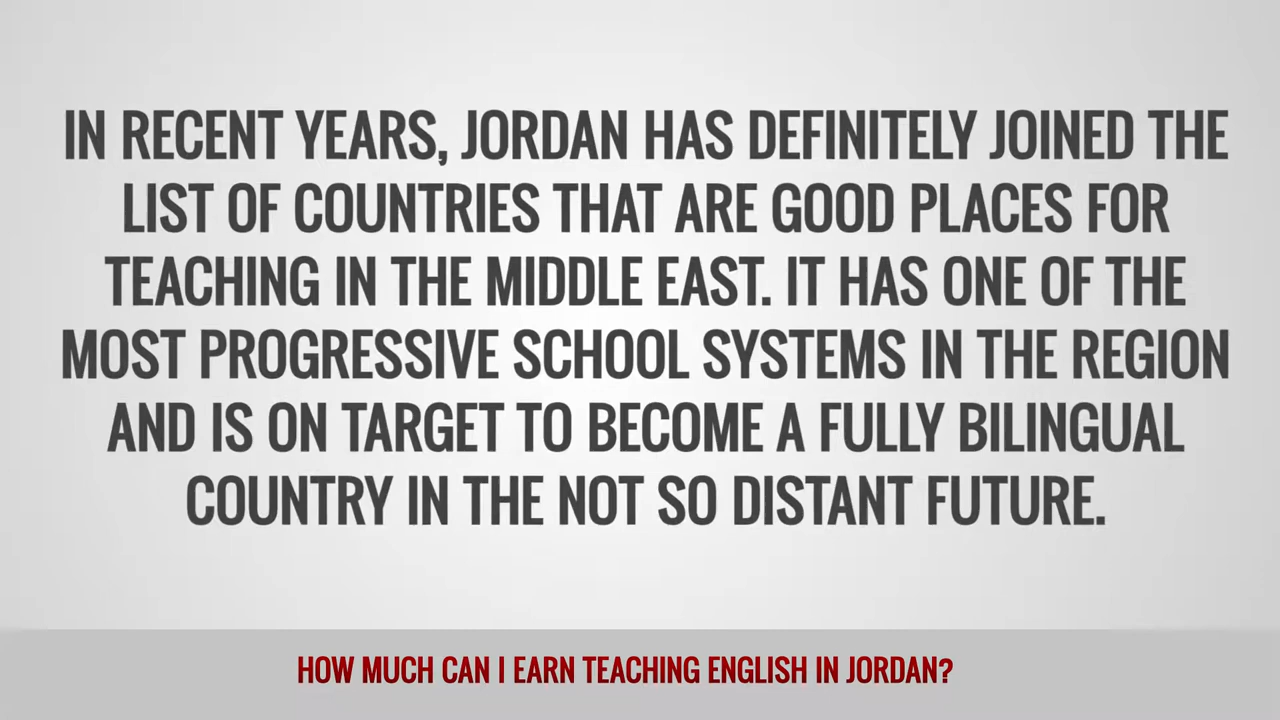 IN RECENT YEARS, JORDAN HAS DEFINITELY JOINED THE
LIST OF COUNTRIES THAT ARE GOOD PLACES FOR
TEACHING IN THE MIDDLE EAST. IT HAS ONE OF THE
MOST PROGRESSIVE SCHOOL SYSTEMS IN THE REGION
AND IS ON TARGET TO BECOME A FULLY BILINGUAL
COUNTRY IN THE NOT SO DISTANT FUTURE.
HOW MUCH CAN I EARN TEACHING ENGLISH IN JORDAN?